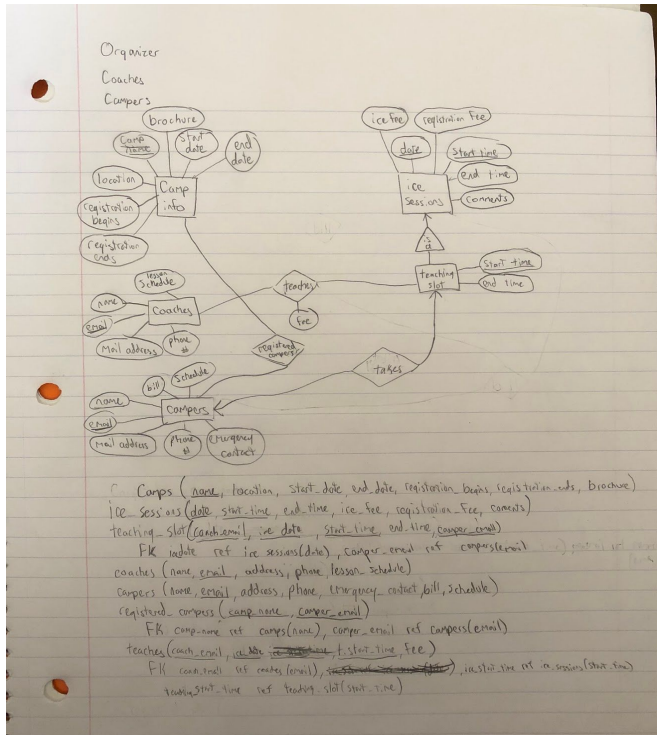 Organizer
Coaches
Campers
brochure
Camp name
start date
end date
location
registration begins
registration ends
Camp info
ice fee
registration fee
date
start time
end time
comments
ice sessions
is a
teaching slot
start time
end time
teaches
fee
lesson schedule
name
email
Mail address
phone #
Coaches
registered campers
takes
bill
schedule
name
email
Mail address
phone #
emergency contact
Campers
Camps (name, location, start_date, end_date, registration_begins, registration_ends, brochure)
ice_sessions (date, start_time, end_time, ice_fee, registration_fee, coments)
teaching_slot (coach_email, ice date, start_time, end_time, camper_email)
FK ref ice sessions(date), camper_email ref campers(email
coaches (name, email, address, phone, lesson_schedule)
campers (name, email, address, phone, emergency_contact, bill, schedule)
registered_campers (camp_name, camper_email)
FK camp_name ref camps(name), camper_email ref campers(email)
teaches (coach_email, t_start_time, fee)
FK coach_email ref coaches (email), ice_start_time ref ice_sessions (start_time)
teaching_start_time ref teaching_slot (start_time)